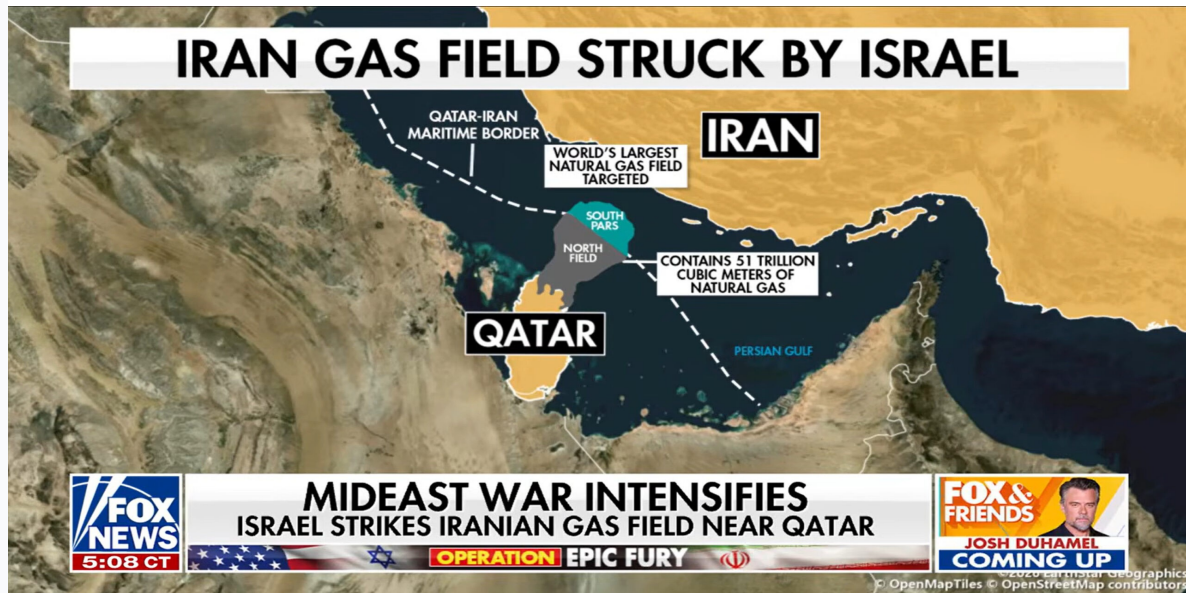 IRAN GAS FIELD STRUCK BY ISRAEL
QATAR-IRAN
MARITIME BORDER
IRAN
WORLD'S LARGEST
NATURAL GAS FIELD
TARGETED
SOUTH
PARS
NORTH
FIELD
CONTAINS 51 TRILLION
CUBIC METERS OF
NATURAL GAS
QATAR
PERSIAN GULF
FOX
NEWS
5:08 CT
MIDEAST WAR INTENSIFIES
ISRAEL STRIKES IRANIAN GAS FIELD NEAR QATAR
OPERATION EPIC FURY
FOX &
FRIENDS
JOSH DUHAMEL
COMING UP
Geographics
© OpenMapTiles © OpenStreetMap contributors